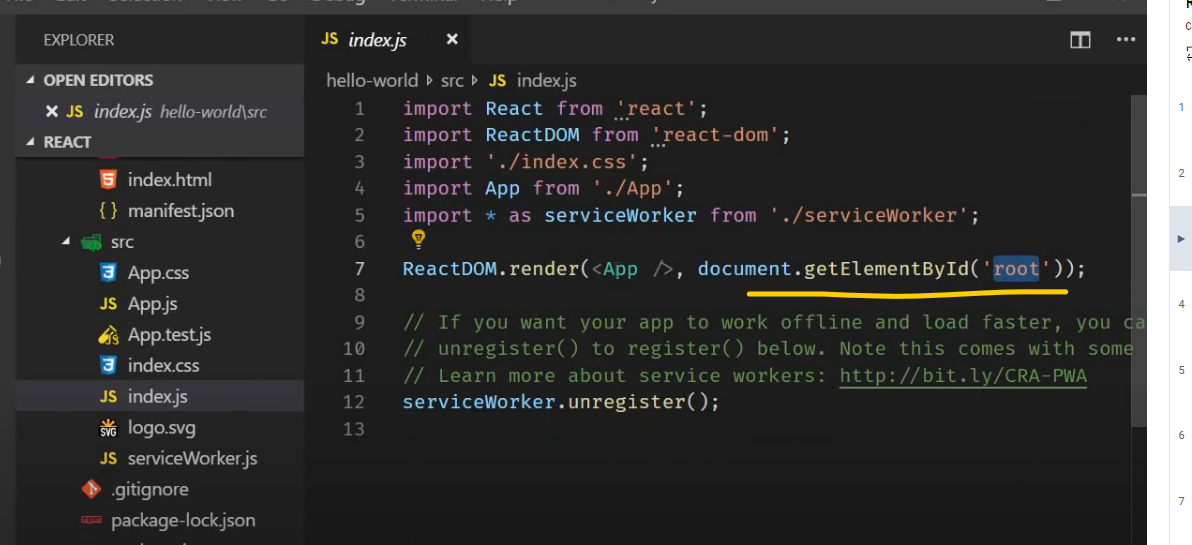 EXPLORER
OPEN EDITORS
JS index.js hello-world\src
REACT
index.html
{} manifest.json
src
App.css
JS App.js
App.test.js
index.css
JS index.js
SVG logo.svg
JS serviceWorker.js
.gitignore
package-lock.json
JS index.js
hello-world src JS index.js
1 import React from 'react';
2 import ReactDOM from 'react-dom';
3 import './index.css';
4 import App from './App';
5 import * as serviceWorker from './serviceWorker';
6
7 ReactDOM.render(<App />, document.getElementById('root'));
8
9 // If you want your app to work offline and load faster, you ca
10 // unregister() to register() below. Note this comes with some
11 // Learn more about service workers: http://bit.ly/CRA-PWA
12 serviceWorker.unregister();
13
1
2
4
5
6
7